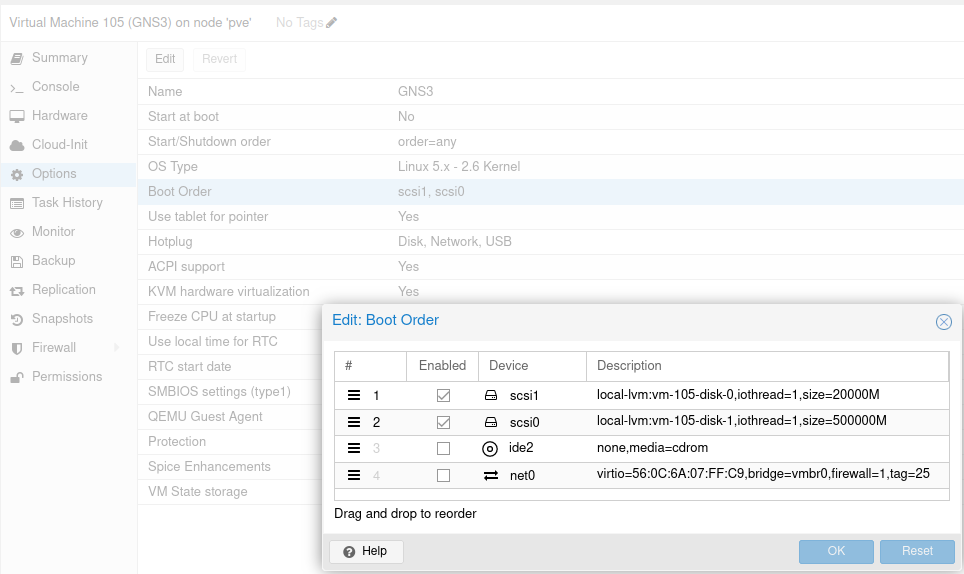 Virtual Machine 105 (GNS3) on node 'pve' No Tags
Summary
Console
Hardware
Cloud-Init
Options
Task History
Monitor
Backup
Replication
Snapshots
Firewall
Permissions
Edit Revert
Name GNS3
Start at boot No
Start/Shutdown order order=any
OS Type Linux 5.x - 2.6 Kernel
Boot Order scsi1, scsi0
Use tablet for pointer Yes
Hotplug Disk, Network, USB
ACPI support Yes
KVM hardware virtualization Yes
Freeze CPU at startup
Use local time for RTC
RTC start date
SMBIOS settings (type1)
QEMU Guest Agent
Protection
Spice Enhancements
VM State storage
Edit: Boot Order
# Enabled Device Description
1 scsi1 local-lvm:vm-105-disk-0,iothread=1,size=20000M
2 scsi0 local-lvm:vm-105-disk-1,iothread=1,size=500000M
3 ide2 none,media=cdrom
4 net0 virtio=56:0C:6A:07:FF:C9,bridge=vmbr0,firewall=1,tag=25
Drag and drop to reorder
Help OK Reset